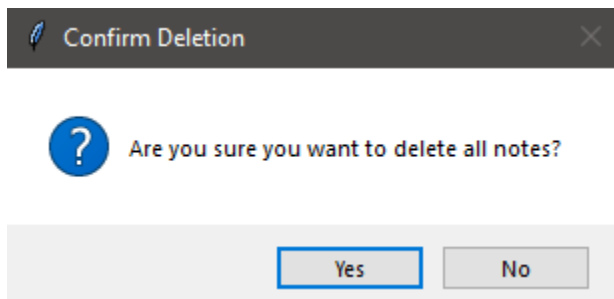 Confirm Deletion
Are you sure you want to delete all notes?
Yes No